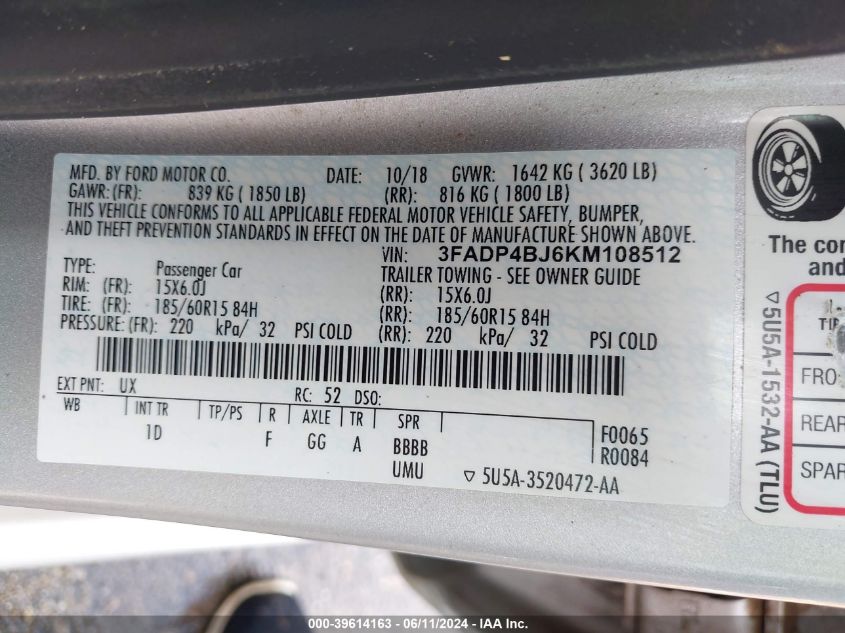 MFD. BY FORD MOTOR CO. DATE: 10/18 GVWR: 1642 KG ( 3620 LB)
GAWR: (FR): 839 KG ( 1850 LB) (RR): 816 KG ( 1800 LB)
THIS VEHICLE CONFORMS TO ALL APPLICABLE FEDERAL MOTOR VEHICLE SAFETY, BUMPER,
AND THEFT PREVENTION STANDARDS IN EFFECT ON THE DATE OF MANUFACTURE SHOWN ABOVE.
VIN: 3FADP4BJ6KM108512
TYPE: Passenger Car TRAILER TOWING - SEE OWNER GUIDE
RIM: (FR): 15X6.0J (RR): 15X6.0J
TIRE: (FR): 185/60R15 84H (RR): 185/60R15 84H
PRESSURE: (FR): 220 kPa/ 32 PSI COLD (RR): 220 kPa/ 32 PSI COLD
EXT PNT: UX RC: 52 DSO:
WB INT TR TP/PS R AXLE TR SPR F0065
1D F GG A BBBB R0084
UMU ▽ 5U5A-3520472-AA
The
and
▽5U5A-1532-AA (TLU)
FRO
REAR
SPAR
000-39614163 - 06/11/2024 - IAA Inc.